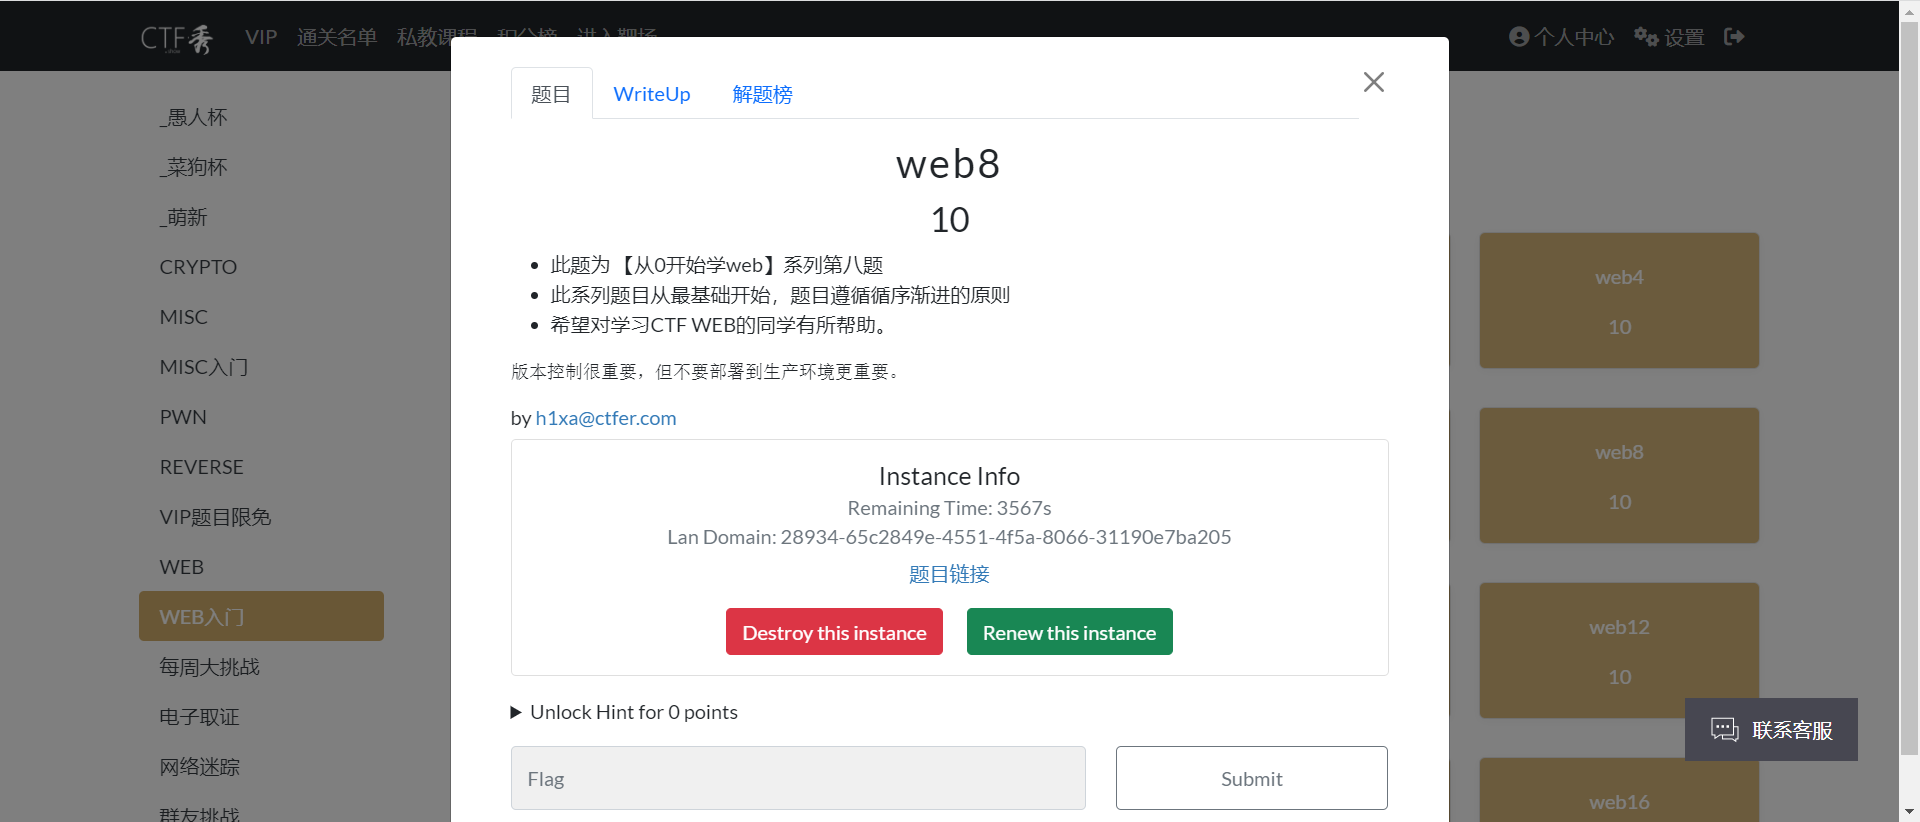 CTF秀 VIP 通关名单 私教课程 积分榜 进入靶场 个人中心 设置
_愚人杯
_菜狗杯
_萌新
CRYPTO
MISC
MISC入门
PWN
REVERSE
VIP题目限免
WEB
WEB入门
每周大挑战
电子取证
网络迷踪
群友挑战
题目 WriteUp 解题榜
web8
10
此题为 【从0开始学web】系列第八题
此系列题目从最基础开始，题目遵循循序渐进的原则
希望对学习CTF WEB的同学有所帮助。
版本控制很重要，但不要部署到生产环境更重要。
by h1xa@ctfer.com
Instance Info
Remaining Time: 3567s
Lan Domain: 28934-65c2849e-4551-4f5a-8066-31190e7ba205
题目链接
Destroy this instance Renew this instance
Unlock Hint for 0 points
Flag Submit
web4
10
web8
10
web12
10
web16
联系客服